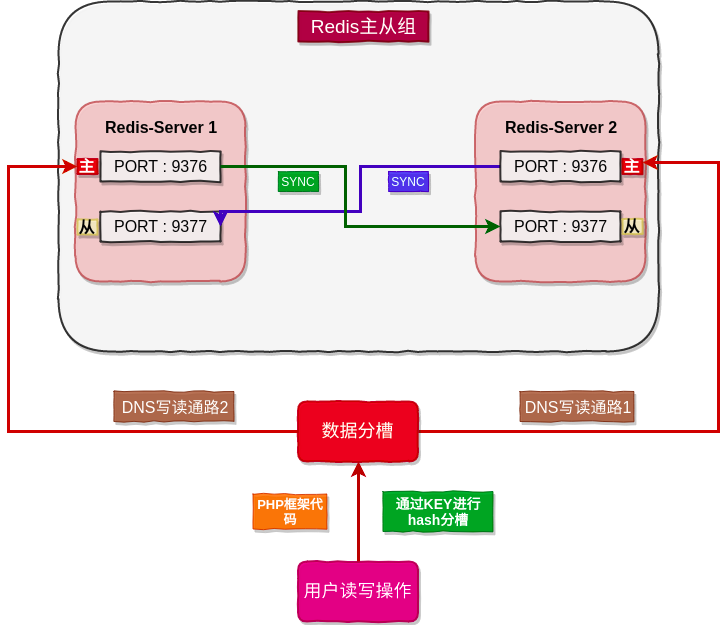 Redis主从组
Redis-Server 1
Redis-Server 2
主
PORT : 9376
SYNC
SYNC
PORT : 9376
主
从
PORT : 9377
PORT : 9377
从
DNS写读通路2
DNS写读通路1
数据分槽
PHP框架代
码
通过KEY进行
hash分槽
用户读写操作